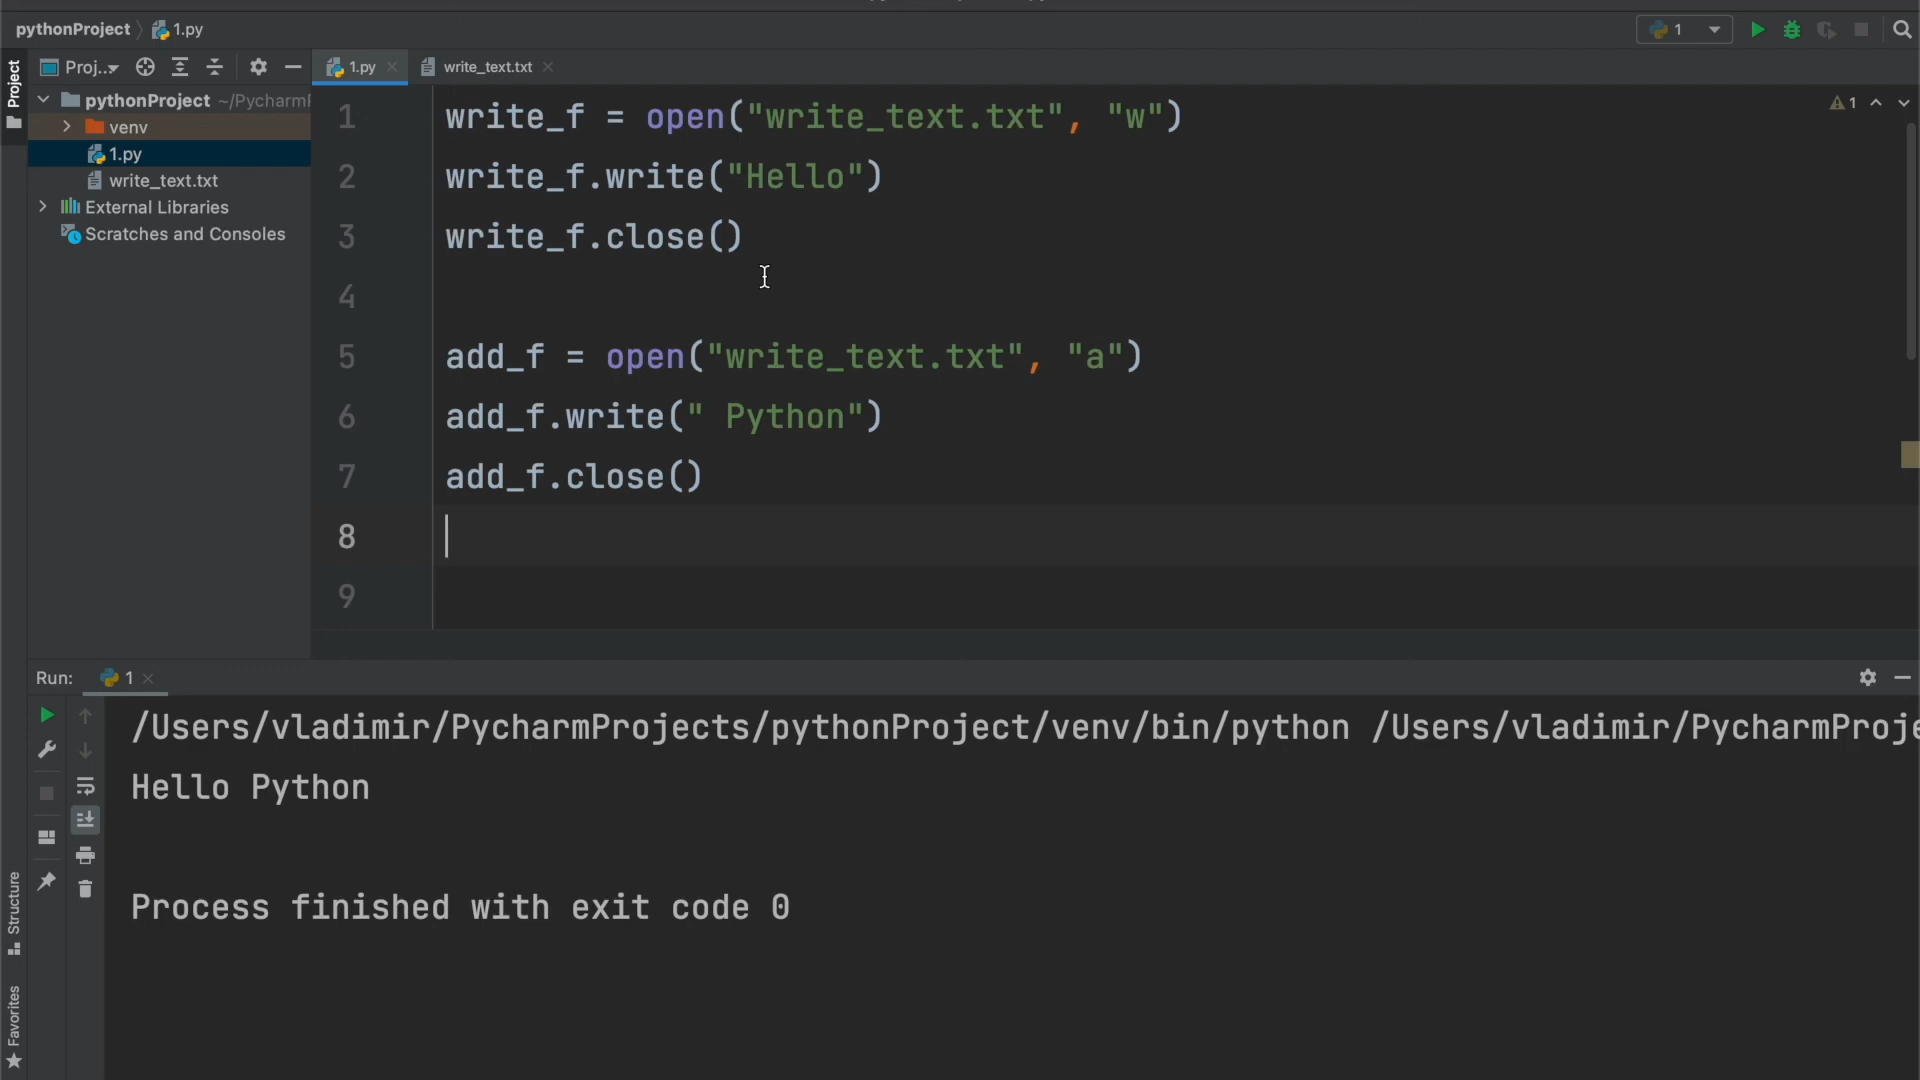 pythonProject 1.py
1
Project
Proj..
1.py
write_text.txt
pythonProject ~/Pycharm
venv
1.py
write_text.txt
External Libraries
Scratches and Consoles
1 write_f = open("write_text.txt", "w")
2 write_f.write("Hello")
3 write_f.close()
4
5 add_f = open("write_text.txt", "a")
6 add_f.write(" Python")
7 add_f.close()
8
9
1
Run: 1
/Users/vladimir/PycharmProjects/pythonProject/venv/bin/python /Users/vladimir/PycharmProje
Hello Python
Process finished with exit code 0
Structure
Favorites